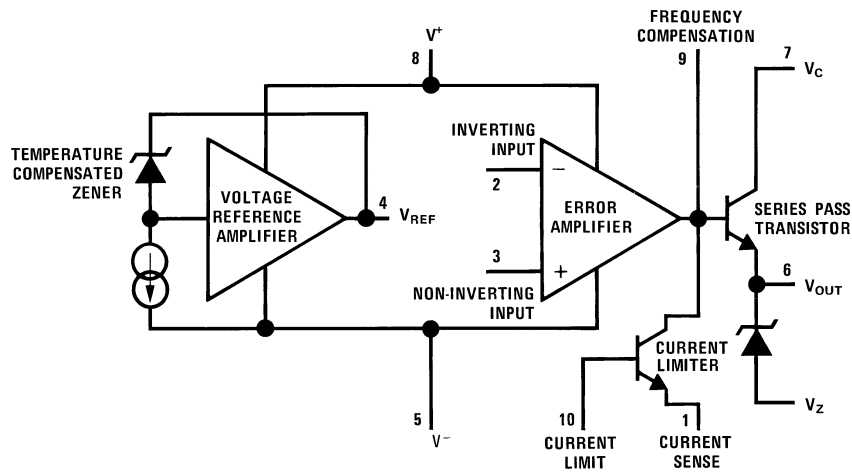 FREQUENCY
COMPENSATION
9
V+
8
7
VC
TEMPERATURE
COMPENSATED
ZENER
VOLTAGE
REFERENCE
AMPLIFIER
4
VREF
INVERTING
INPUT
2
−
ERROR
AMPLIFIER
3
+
NON-INVERTING
INPUT
SERIES PASS
TRANSISTOR
6
VOUT
CURRENT
LIMITER
5
V−
10
CURRENT
LIMIT
1
CURRENT
SENSE
VZ